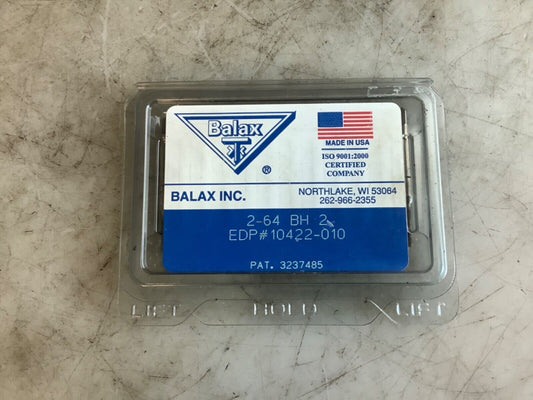 Balax
®
MADE IN USA
ISO 9001:2000
CERTIFIED
COMPANY
BALAX INC.
NORTHLAKE, WI 53064
262-966-2355
2-64 BH 2
EDP#10422-010
PAT. 3237485
LIFT HOLD LIFT